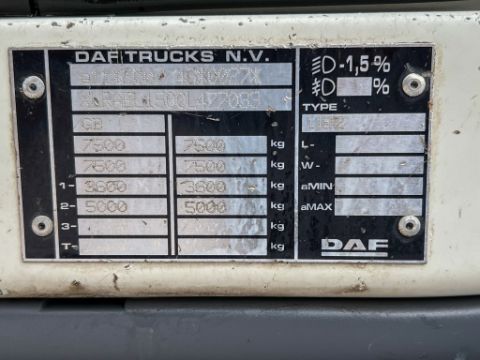 DAF TRUCKS N.V.
-1,5%
%
TYPE
GB
7500 7500 kg L-
7500 7500 kg W-
1- 3600 3600 kg aMIN
2- 5000 5000 kg aMAX
3- kg
T- kg
DAF